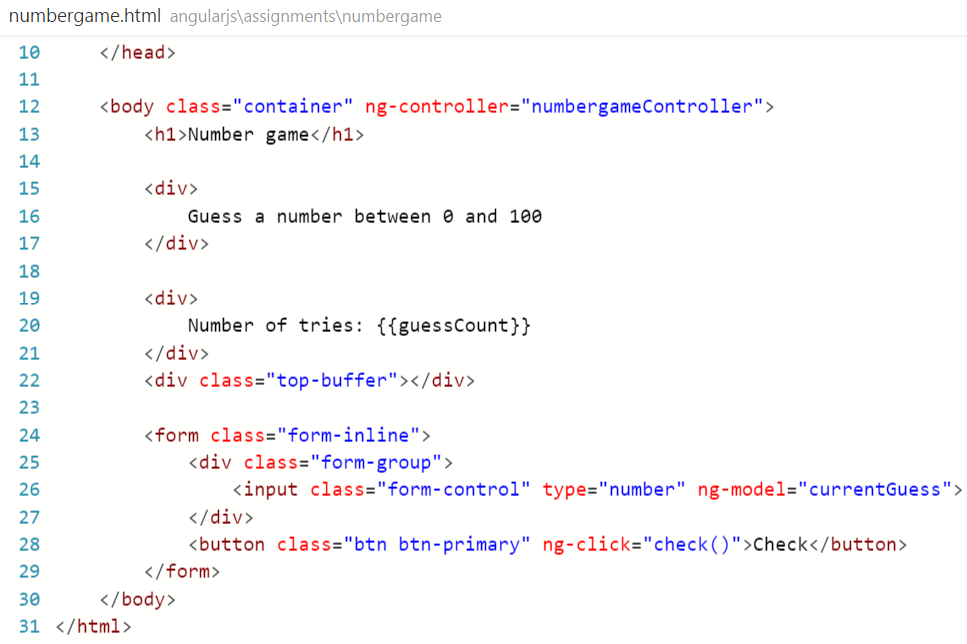 numbergame.html angularjs\assignments\numbergame
10     </head>
11
12     <body class="container" ng-controller="numbergameController">
13         <h1>Number game</h1>
14
15         <div>
16             Guess a number between 0 and 100
17         </div>
18
19         <div>
20             Number of tries: {{guessCount}}
21         </div>
22         <div class="top-buffer"></div>
23
24         <form class="form-inline">
25             <div class="form-group">
26                 <input class="form-control" type="number" ng-model="currentGuess">
27             </div>
28             <button class="btn btn-primary" ng-click="check()">Check</button>
29         </form>
30     </body>
31 </html>